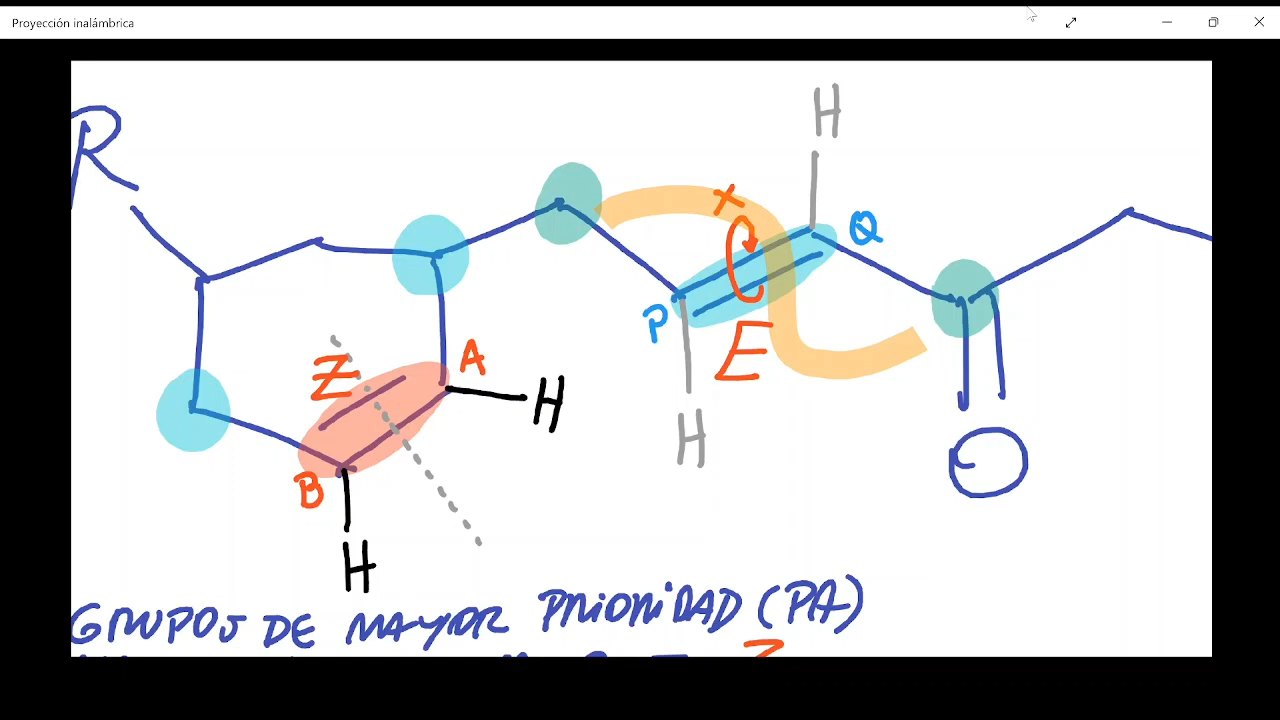 Proyección inalámbrica
H
R
Q
P
E
Z
A
H
H
B
O
H
GRUPOS DE MAYOR PRIORIDAD (PA)